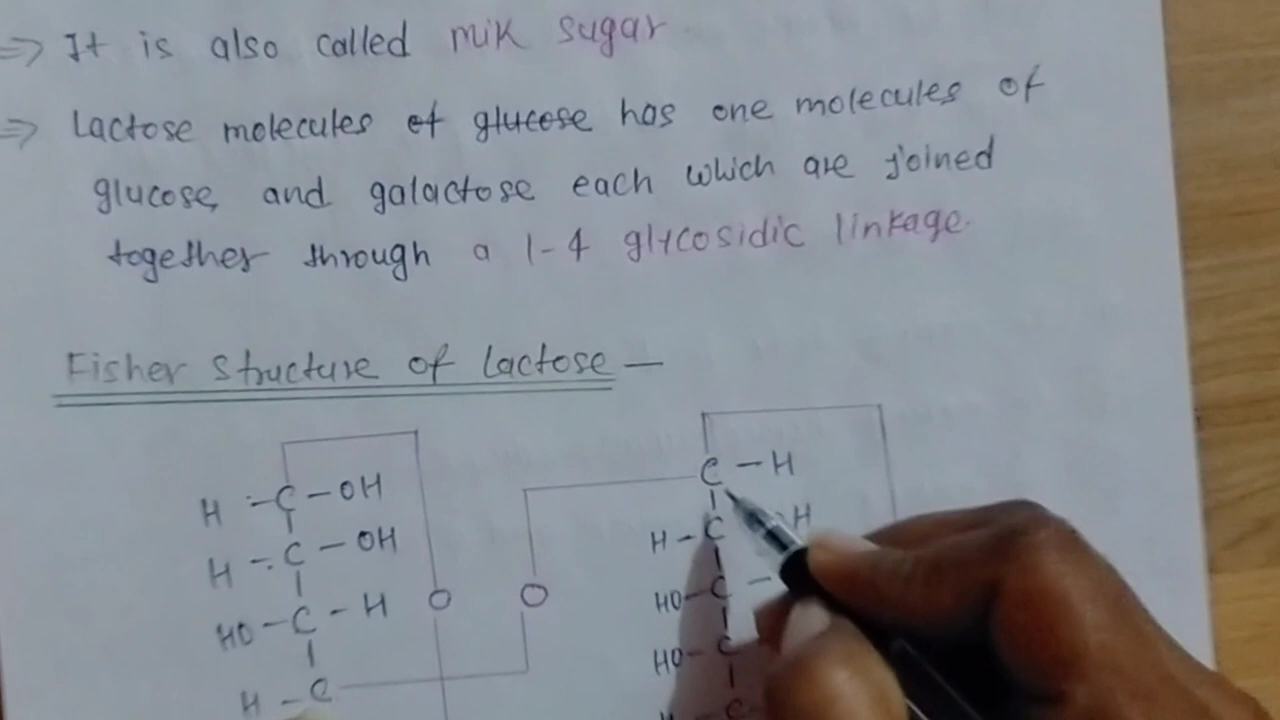 ⇒ It is also called mik sugar
⇒ Lactose molecules of glucose has one molecules of
glucose, and galactose each which are joined
together through a 1-4 glycosidic linkage.
Fisher structure of lactose —
C - H
H - C - OH
H - C H
H - C - OH
HO - C -
HO - C - H O O
HO - C
H - C
H - C